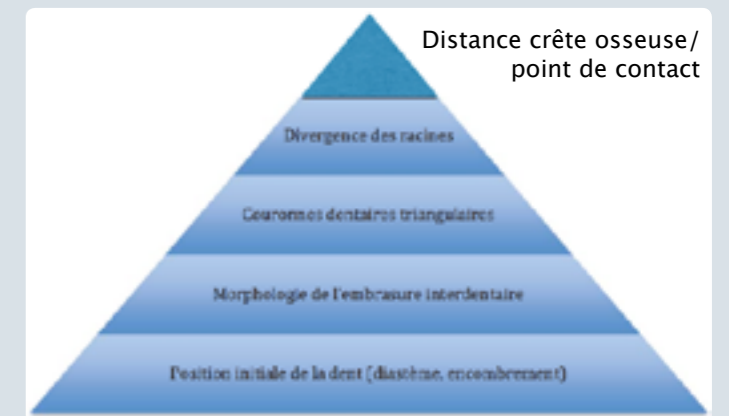 Distance crête osseuse/
point de contact
Divergence des racines
Couronnes dentaires triangulaires
Morphologie de l'embrasure interdentaire
Position initiale de la dent (diastème, encombrement)